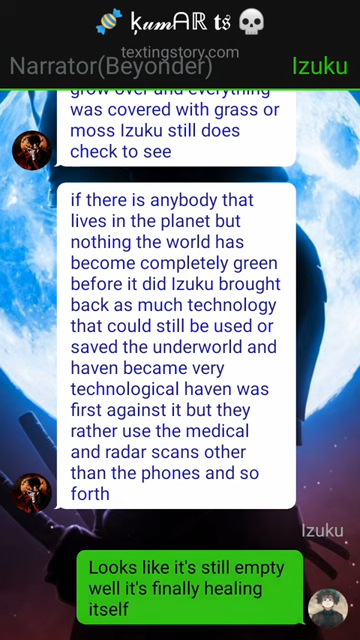 🍬 ķ𝓾𝓶ᗩℝ 𝖙𝖘 💀
textingstory.com
Narrator(Beyonder) Izuku
grow over and everything
was covered with grass or
moss Izuku still does
check to see
if there is anybody that
lives in the planet but
nothing the world has
become completely green
before it did Izuku brought
back as much technology
that could still be used or
saved the underworld and
haven became very
technological haven was
first against it but they
rather use the medical
and radar scans other
than the phones and so
forth
Izuku
Looks like it's still empty
well it's finally healing
itself